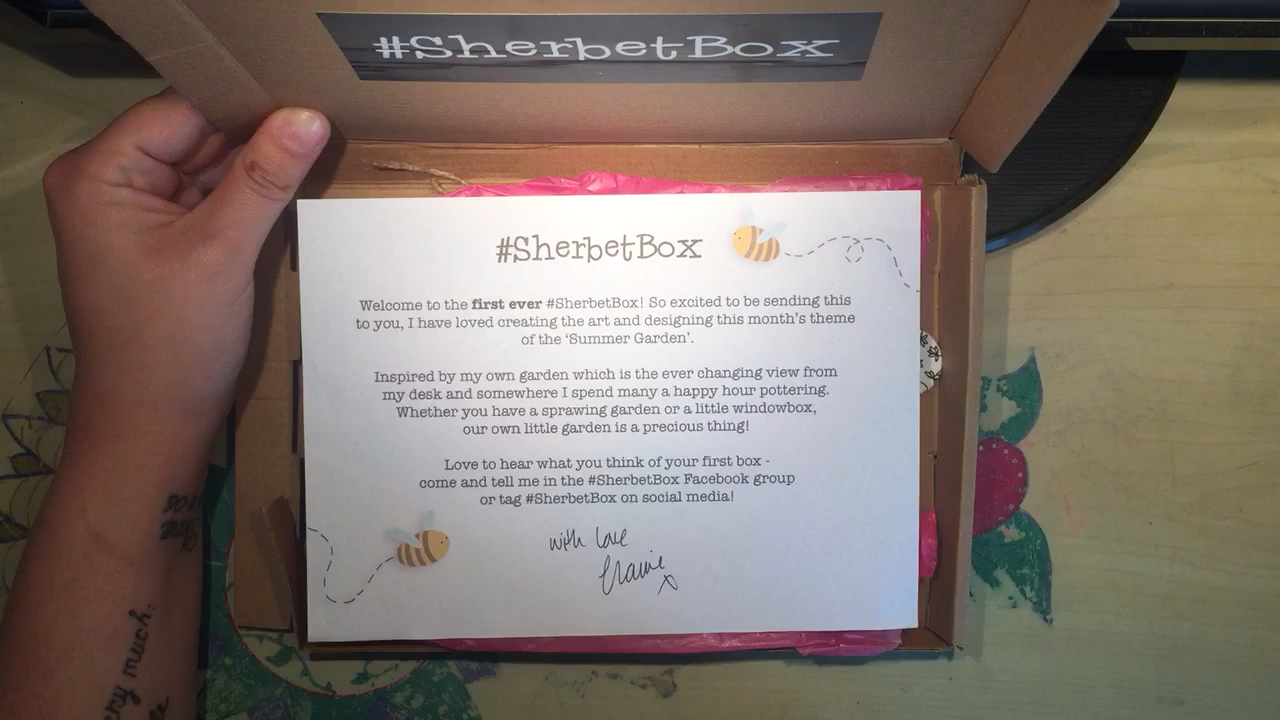 #SherbetBox
#SherbetBox
Welcome to the first ever #SherbetBox! So excited to be sending this
to you, I have loved creating the art and designing this month's theme
of the 'Summer Garden'.
Inspired by my own garden which is the ever changing view from
my desk and somewhere I spend many a happy hour pottering.
Whether you have a sprawing garden or a little windowbox,
our own little garden is a precious thing!
Love to hear what you think of your first box -
come and tell me in the #SherbetBox Facebook group
or tag #SherbetBox on social media!
with love
Elaine
x
much.